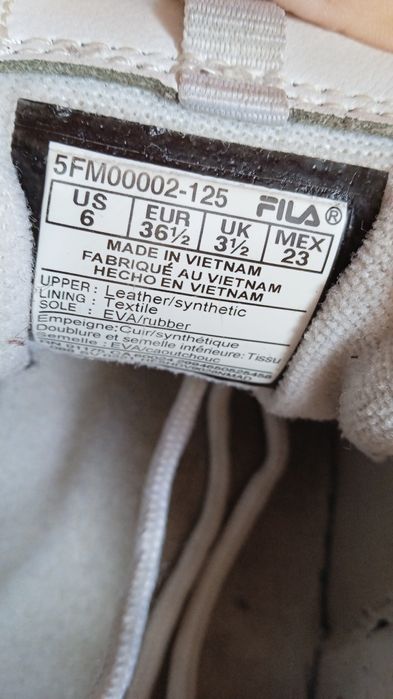 5FM00002-125 FILA®
US 6 EUR 36½ UK 3½ MEX 23
MADE IN VIETNAM
FABRIQUÉ AU VIETNAM
HECHO EN VIETNAM
UPPER : Leather/synthetic
LINING : Textile
SOLE : EVA/rubber
Empeigne:Cuir/synthétique
Doublure et semelle intérieure: Tissu
Semelle : EVA/caoutchouc